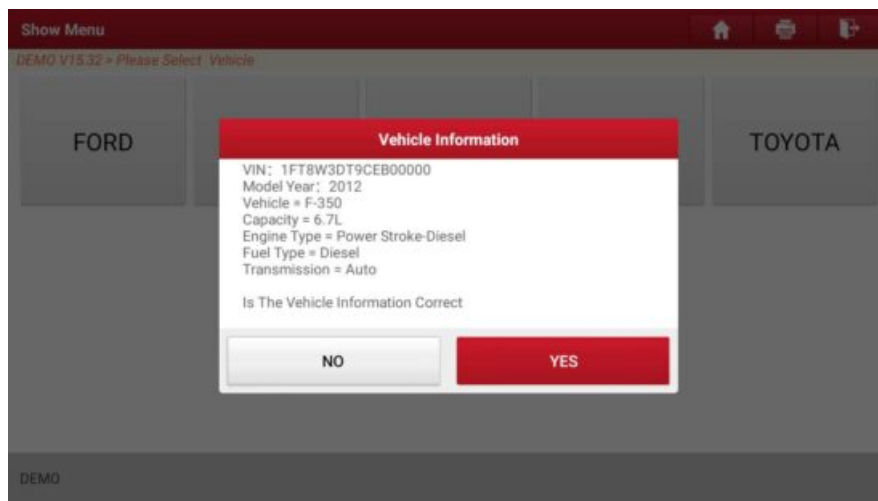 Show Menu
DEMO V15.32 > Please Select Vehicle
FORD
TOYOTA
Vehicle Information
VIN: 1FT8W3DT9CEB00000
Model Year: 2012
Vehicle = F-350
Capacity = 6.7L
Engine Type = Power Stroke-Diesel
Fuel Type = Diesel
Transmission = Auto
Is The Vehicle Information Correct
NO
YES
DEMO